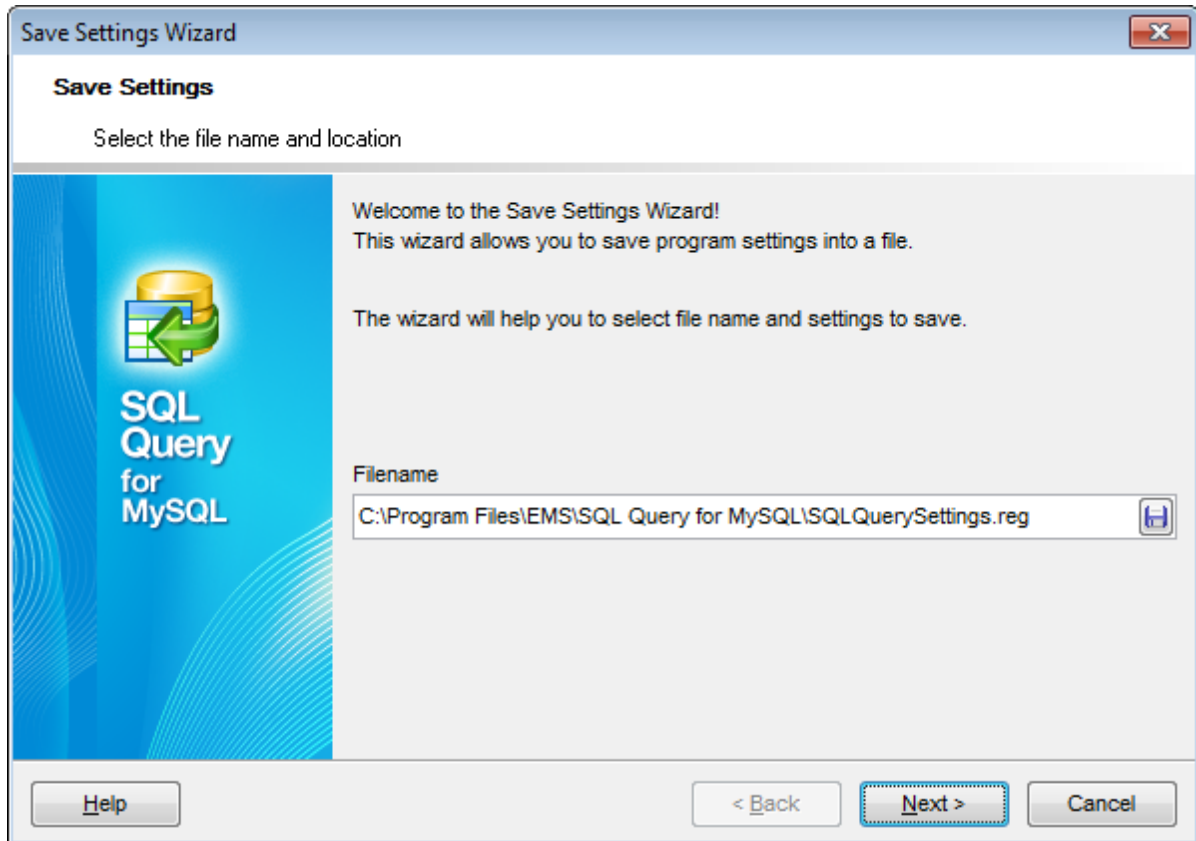 Save Settings Wizard
Save Settings
Select the file name and location
Welcome to the Save Settings Wizard!
This wizard allows you to save program settings into a file.
The wizard will help you to select file name and settings to save.
SQL
Query
for
MySQL
Filename
C:\Program Files\EMS\SQL Query for MySQL\SQLQuerySettings.reg
Help
< Back
Next >
Cancel